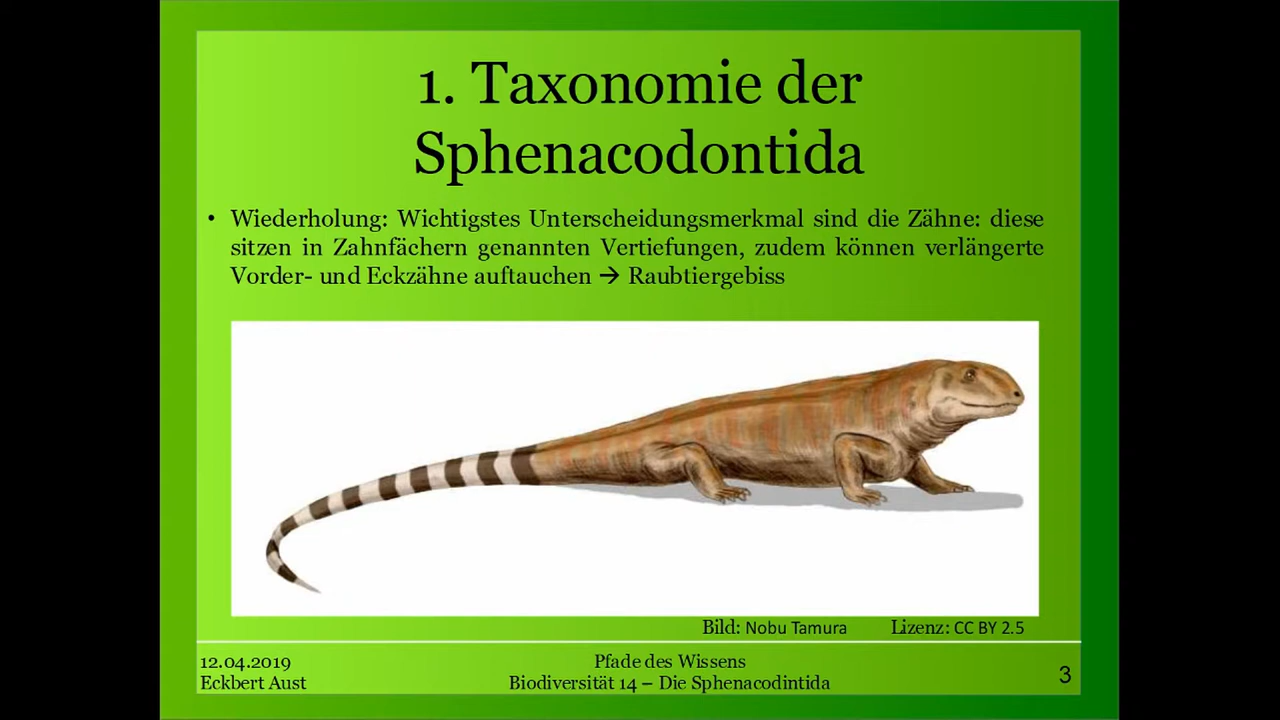 1. Taxonomie der
Sphenacodontida
• Wiederholung: Wichtigstes Unterscheidungsmerkmal sind die Zähne: diese
sitzen in Zahnfächern genannten Vertiefungen, zudem können verlängerte
Vorder- und Eckzähne auftauchen → Raubtiergebiss
Bild: Nobu Tamura Lizenz: CC BY 2.5
12.04.2019
Eckbert Aust
Pfade des Wissens
Biodiversität 14 – Die Sphenacodintida
3